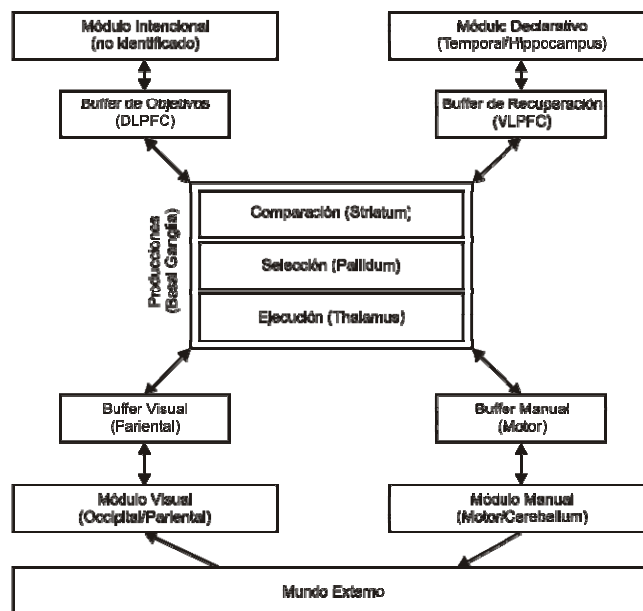 Módulo Intencional
(no Identificado)
Módulo Declarativo
(Temporal/Hippocampus)
Buffer de Objetivos
(DLPFC)
Buffer de Recuperación
(VLPFC)
Producciones
(Basal Ganglia)
Comparación (Striatum)
Selección (Pallidum)
Ejecución (Thalamus)
Buffer Visual
(Fariental)
Buffer Manual
(Motor)
Módulo Visual
(Occipital/Pariental)
Módulo Manual
(Motor/Cerebellum)
Mundo Externo